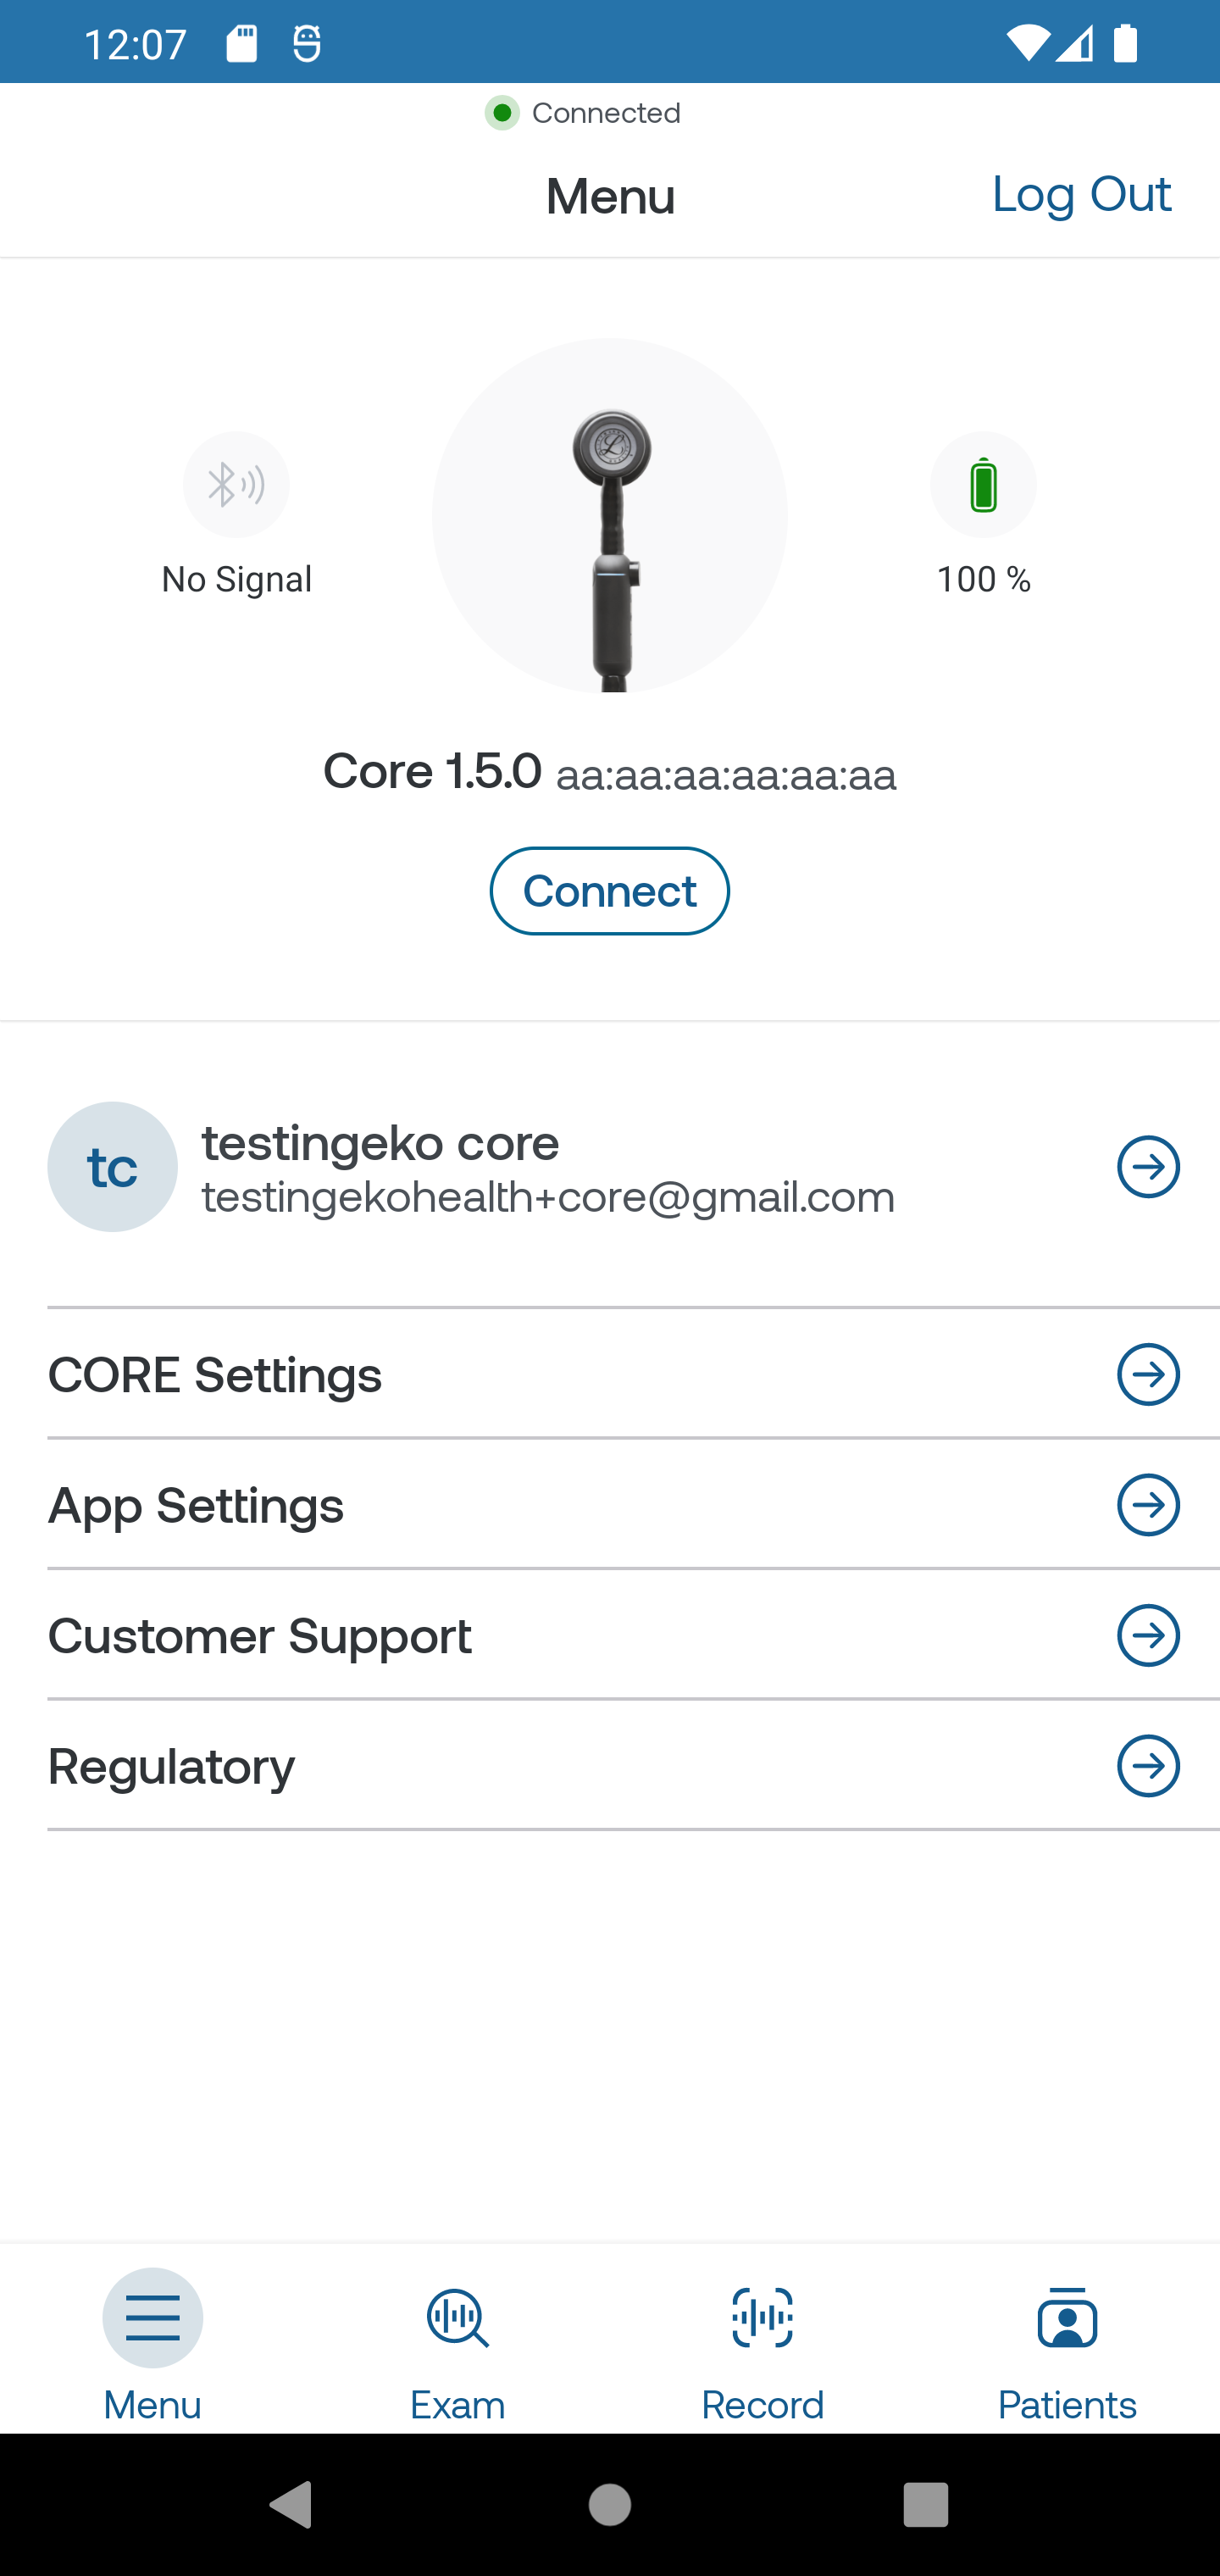 12:07
Connected
Menu
Log Out
No Signal
100 %
Core 1.5.0 aa:aa:aa:aa:aa:aa
Connect
tc
testingeko core
testingekohealth+core@gmail.com
CORE Settings
App Settings
Customer Support
Regulatory
Menu
Exam
Record
Patients